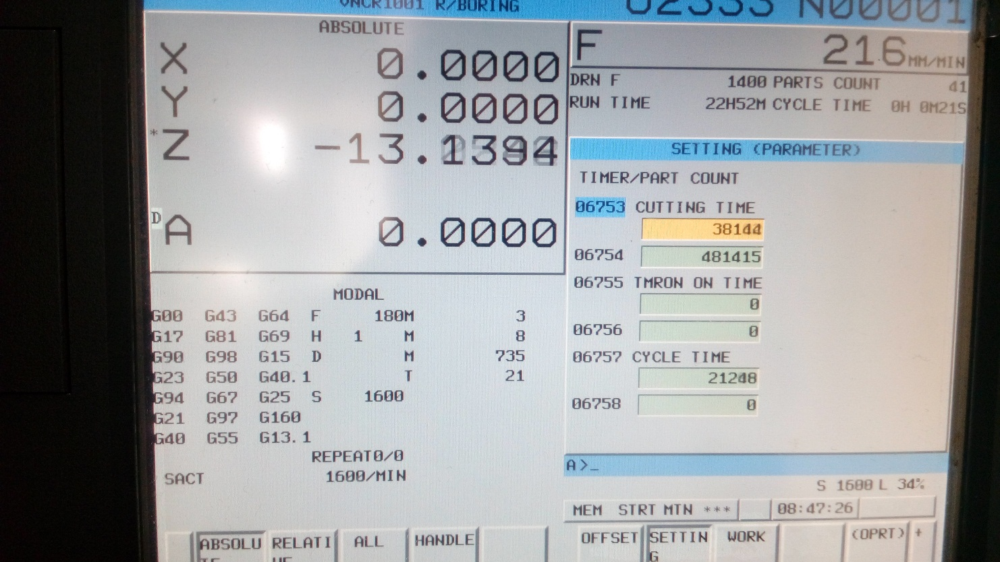 VNCR1001 R/BORING
O2333 N00001
ABSOLUTE
X 0.0000
Y 0.0000
*Z -13.1394
DA 0.0000
F 216 MM/MIN
DRN F 1400 PARTS COUNT 41
RUN TIME 22H52M CYCLE TIME 0H 0M21S
SETTING (PARAMETER)
TIMER/PART COUNT
06753 CUTTING TIME
38144
06754 481415
06755 TMRON ON TIME
0
06756 0
06757 CYCLE TIME
21248
06758 0
MODAL
G00 G43 G64 F 180M 3
G17 G81 G69 H 1 M 8
G90 G98 G15 D M 735
G23 G50 G40.1 T 21
G94 G67 G25 S 1600
G21 G97 G160
G40 G55 G13.1
REPEAT0/0
SACT 1600/MIN
A>_
S 1600 L 34%
MEM STRT MTN *** 08:47:26
ABSOLU RELATI ALL HANDLE
TE VE
OFFSET SETTIN WORK (OPRT) +
G